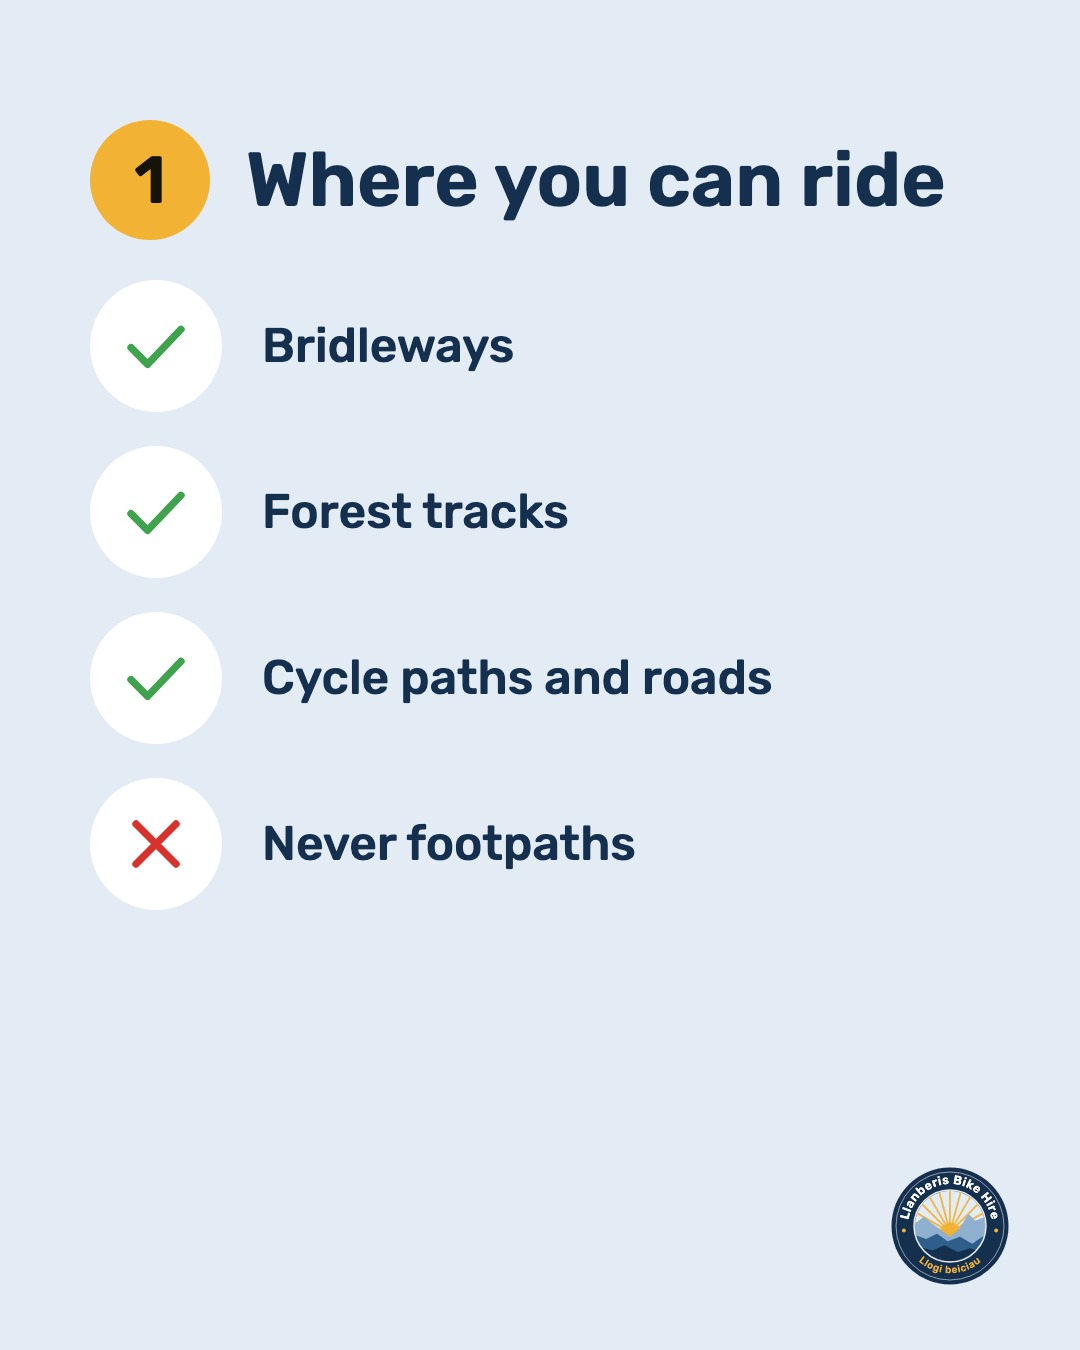 1 Where you can ride
Bridleways
Forest tracks
Cycle paths and roads
Never footpaths
Llanberis Bike Hire
Llogi beiciau